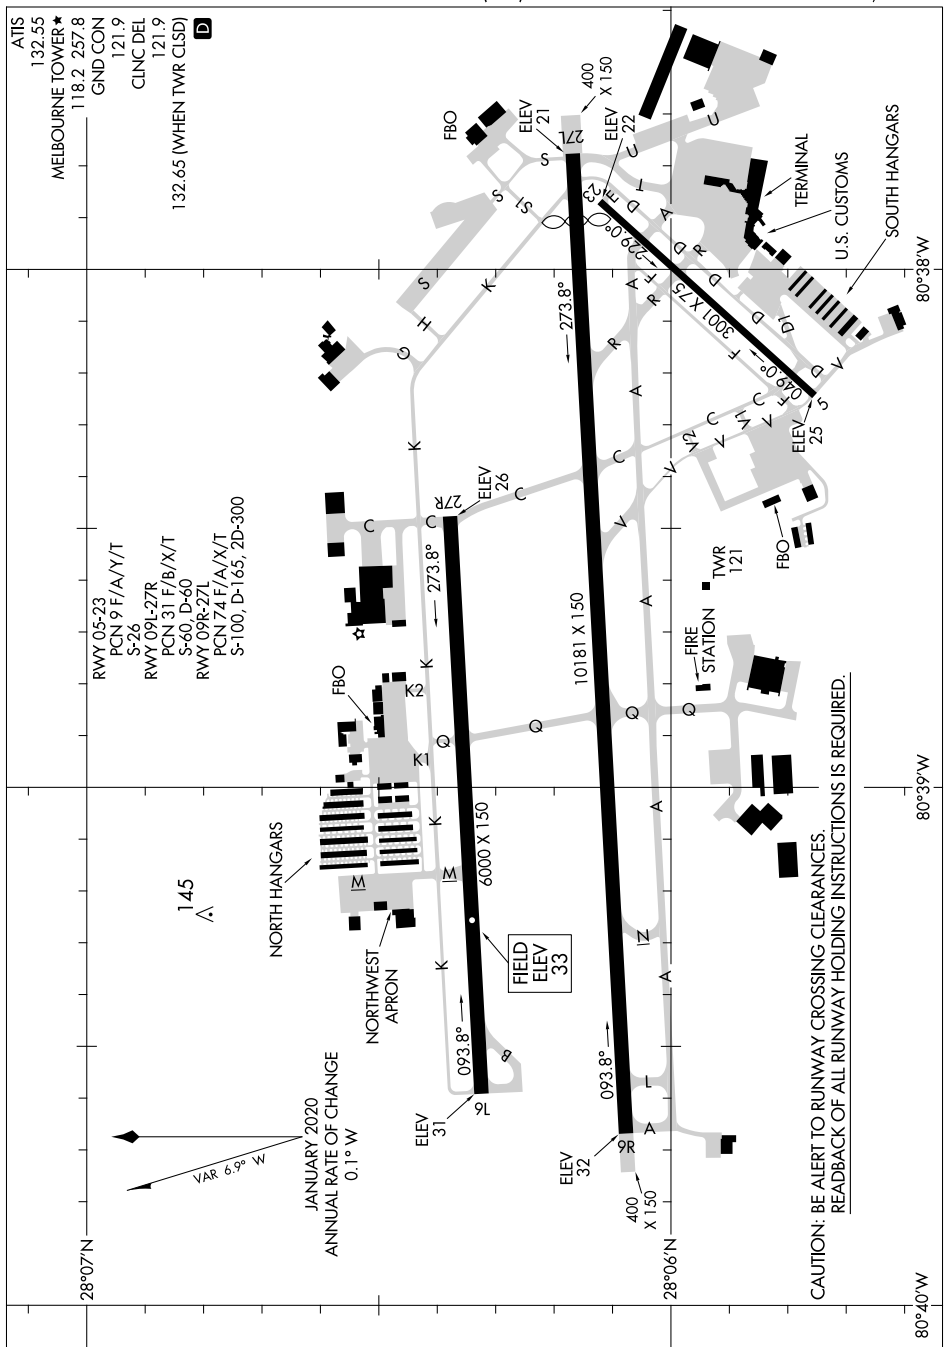 ATIS
132.55
MELBOURNE TOWER★
118.2 257.8
GND CON
121.9
CLNC DEL
121.9
132.65 (WHEN TWR CLSD)
D
RWY 05-23
PCN 9 F/A/Y/T
S-26
RWY 09L-27R
PCN 31 F/B/X/T
S-60, D-60
RWY 09R-27L
PCN 74 F/A/X/T
S-100, D-165, 2D-300
28°07'N
VAR 6.9° W
JANUARY 2020
ANNUAL RATE OF CHANGE
0.1° W
145
NORTH HANGARS
NORTHWEST
APRON
FBO
M
M
K
K
K1
K2
K
K
G
H
K
S
S
S1
S
FBO
C
C
ELEV
31
9L
093.8°
B
6000 X 150
FIELD
ELEV
33
273.8°
27R
ELEV
26
Q
Q
Q
Q
C
C
ELEV
32
400
X 150
9R
093.8°
10181 X 150
273.8°
27L
ELEV
21
400
X 150
A
L
A
N
A
A
V
A
A
R
R
ELEV
22
23
E
D
T
U
U
A
229.0°
F
D
R
D
3001 X 75
F
D
D1
D
049.0°
F
C
C
V
V2
V
V1
V
V
5
ELEV
25
FIRE
STATION
TWR
121
FBO
TERMINAL
U.S. CUSTOMS
SOUTH HANGARS
28°06'N
80°40'W
80°39'W
80°38'W
CAUTION: BE ALERT TO RUNWAY CROSSING CLEARANCES.
READBACK OF ALL RUNWAY HOLDING INSTRUCTIONS IS REQUIRED.